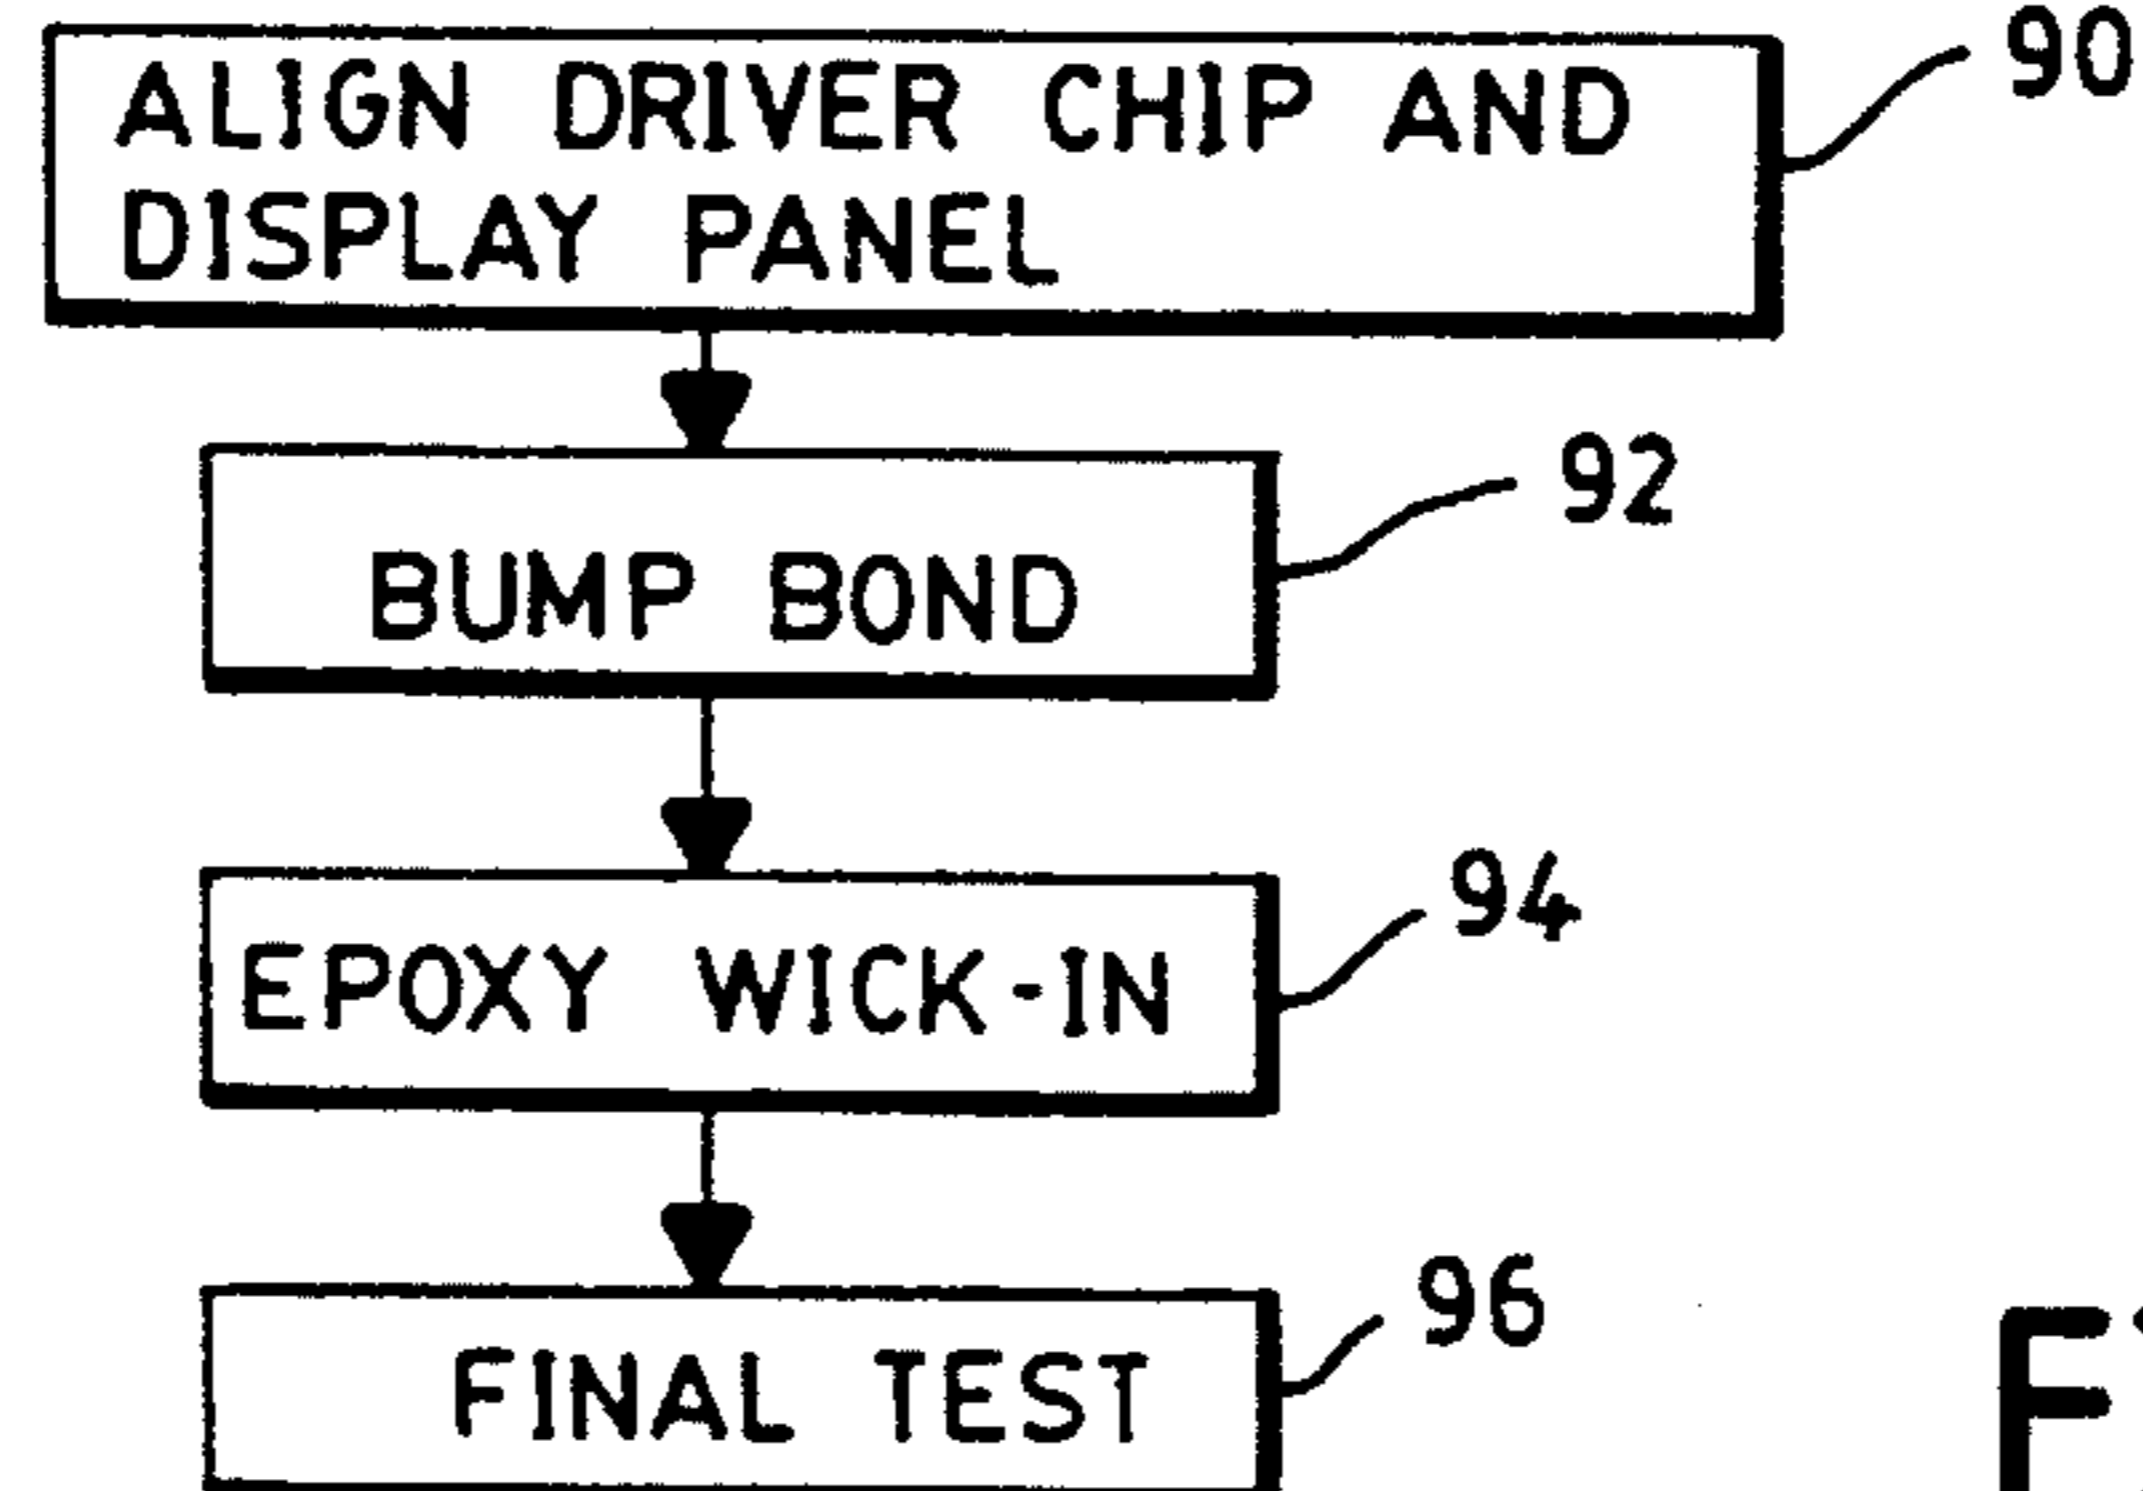 ALIGN DRIVER CHIP AND
DISPLAY PANEL
90
BUMP BOND
92
EPOXY WICK-IN
94
FINAL TEST
96